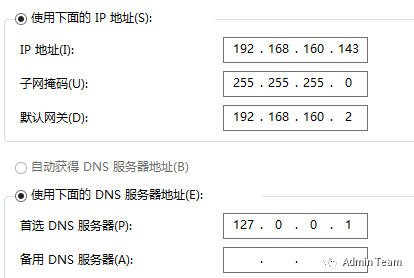 使用下面的 IP 地址(S):
IP 地址(I): 192 . 168 . 160 . 143
子网掩码(U): 255 . 255 . 255 . 0
默认网关(D): 192 . 168 . 160 . 2
自动获得 DNS 服务器地址(B)
使用下面的 DNS 服务器地址(E):
首选 DNS 服务器(P): 127 . 0 . 0 . 1
备用 DNS 服务器(A): . . .
AdminTeam